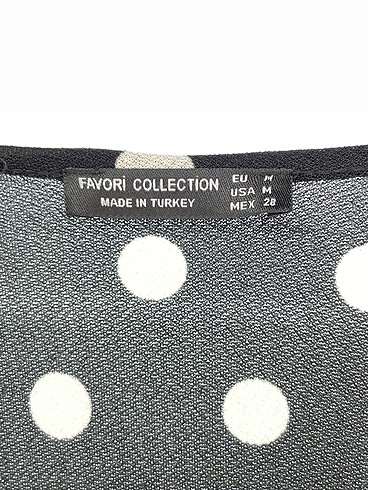 FAVORİ COLLECTION
MADE IN TURKEY
EU M
USA M
MEX 28